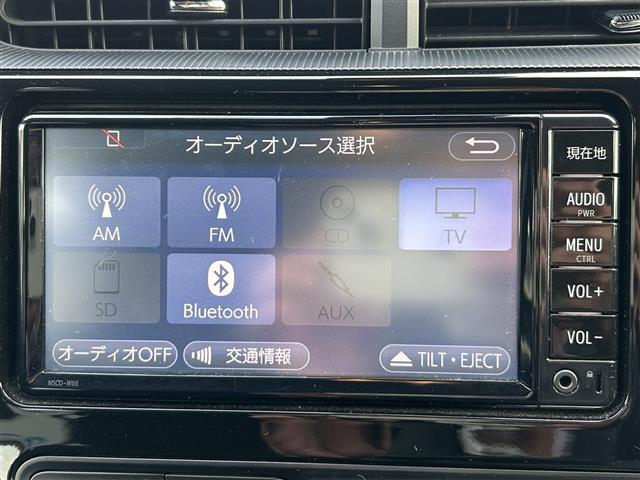 オーディオソース選択
AM
FM
CD
TV
SD
Bluetooth
AUX
オーディオOFF
交通情報
TILT・EJECT
NSCD-W66
現在地
AUDIO
PWR
MENU
CTRL
VOL+
VOL-